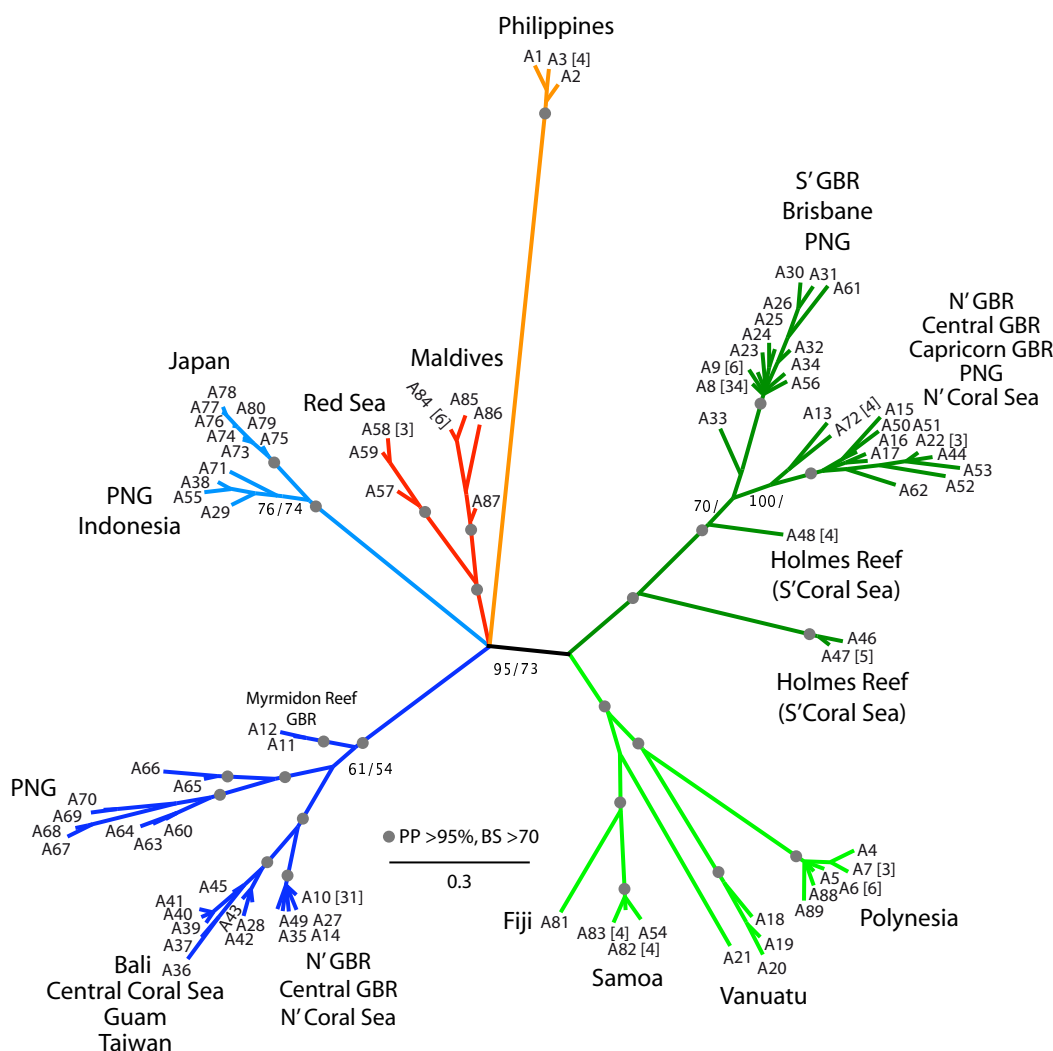 Philippines
A1
A3 [4]
A2
S' GBR
Brisbane
PNG
A30
A31
A61
A26
A25
A24
A23
A32
A9 [6]
A34
A8 [34]
A56
A33
N' GBR
Central GBR
Capricorn GBR
PNG
N' Coral Sea
A13
A72 [4]
A15
A50
A51
A16
A22 [3]
A17
A44
A53
A52
A62
70/
100/
A48 [4]
Holmes Reef
(S'Coral Sea)
A46
A47 [5]
Holmes Reef
(S'Coral Sea)
Japan
A78
A77
A80
A76
A79
A74
A75
A73
A71
A38
A55
A29
PNG
Indonesia
76/74
Red Sea
A58 [3]
A59
A57
Maldives
A84 [6]
A85
A86
A87
95/73
Myrmidon Reef
GBR
A12
A11
61/54
PNG
A66
A65
A70
A69
A68
A67
A64
A60
A63
PP >95%, BS >70
0.3
A45
A41
A40
A39
A43
A28
A42
A37
A36
Bali
Central Coral Sea
Guam
Taiwan
A10 [31]
A49
A27
A35
A14
N' GBR
Central GBR
N' Coral Sea
Fiji
A81
A83 [4]
A54
A82 [4]
Samoa
A4
A7 [3]
A5
A6 [6]
A88
A89
Polynesia
A18
A19
A21
A20
Vanuatu